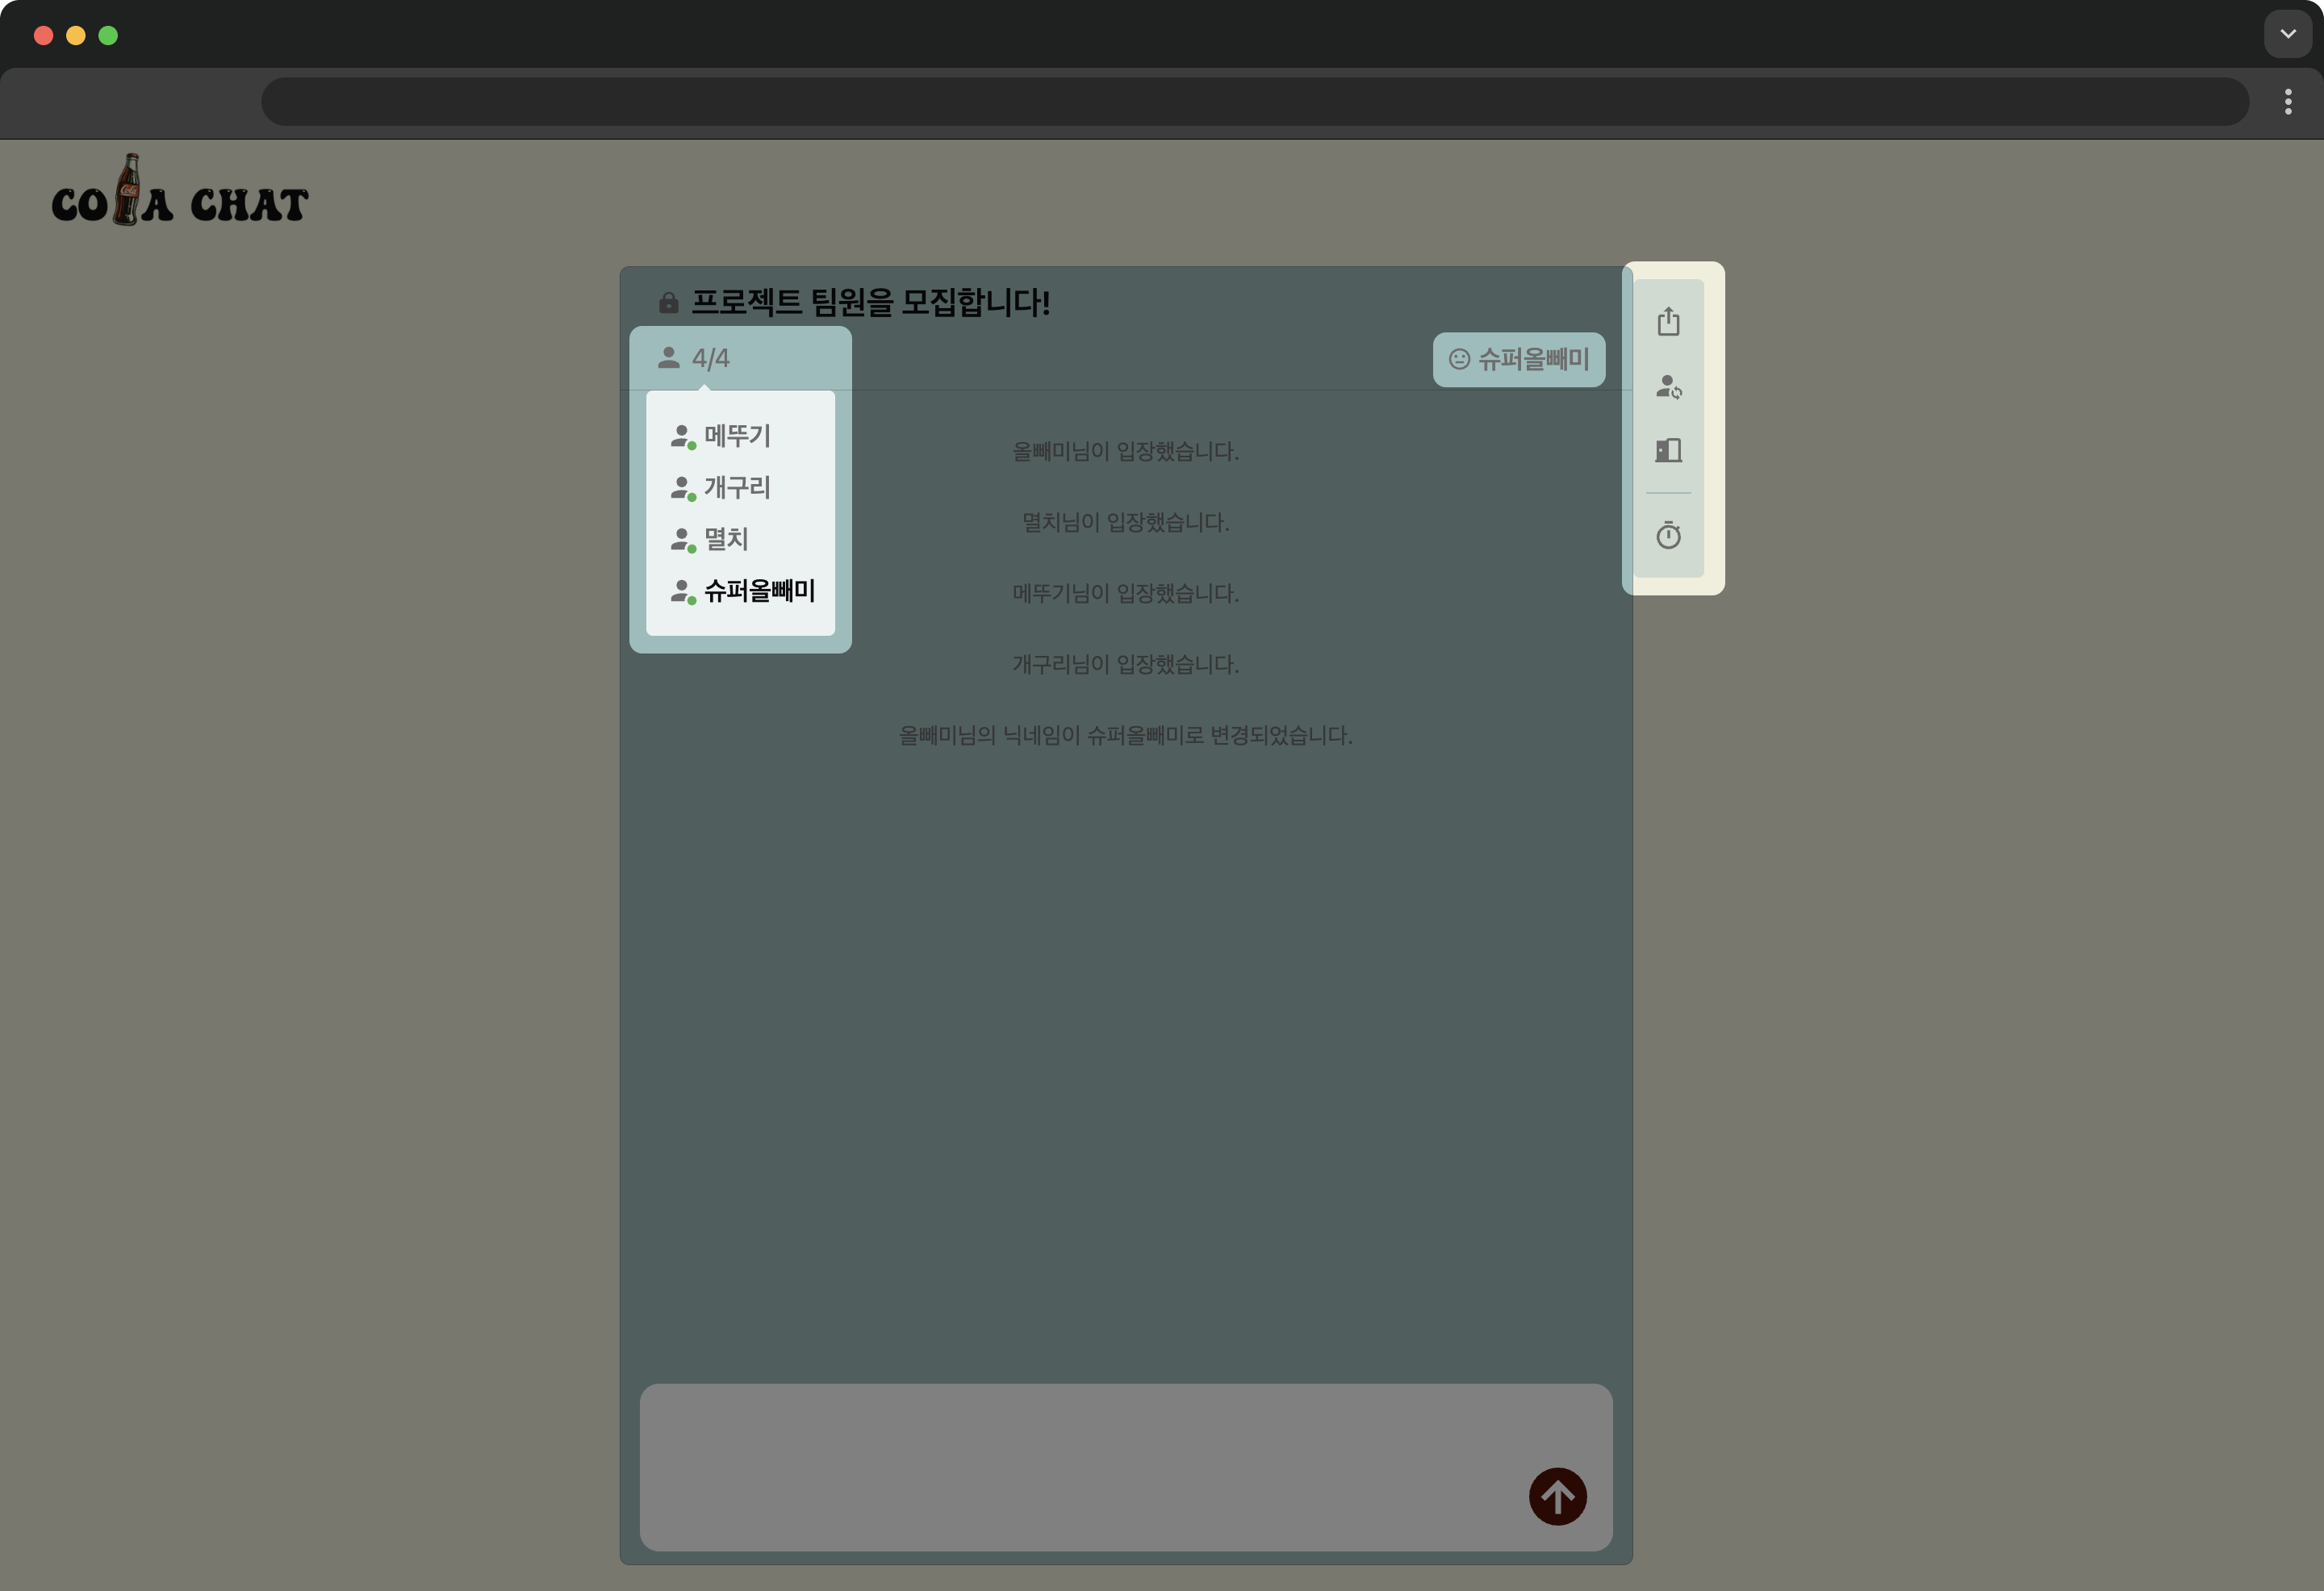 COLA CHAT
프로젝트 팀원을 모집합니다!
4/4
슈퍼올빼미
메뚜기
개구리
멸치
슈퍼올빼미
올빼미님이 입장했습니다.
멸치님이 입장했습니다.
메뚜기님이 입장했습니다.
개구리님이 입장했습니다.
올빼미님의 닉네임이 슈퍼올빼미로 변경되었습니다.